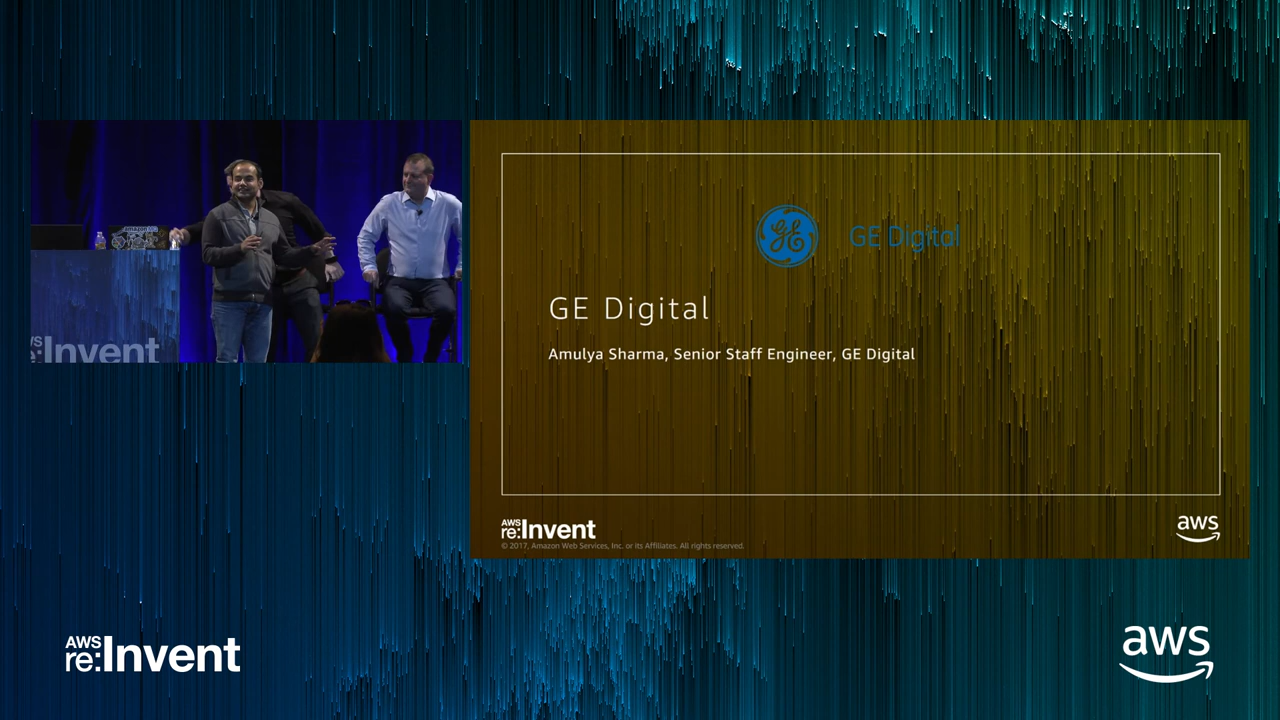 GE
GE Digital
GE Digital
Amulya Sharma, Senior Staff Engineer, GE Digital
AWS
re:Invent
© 2017, Amazon Web Services, Inc. or its Affiliates. All rights reserved.
aws
re:Invent
AWS
re:Invent
aws